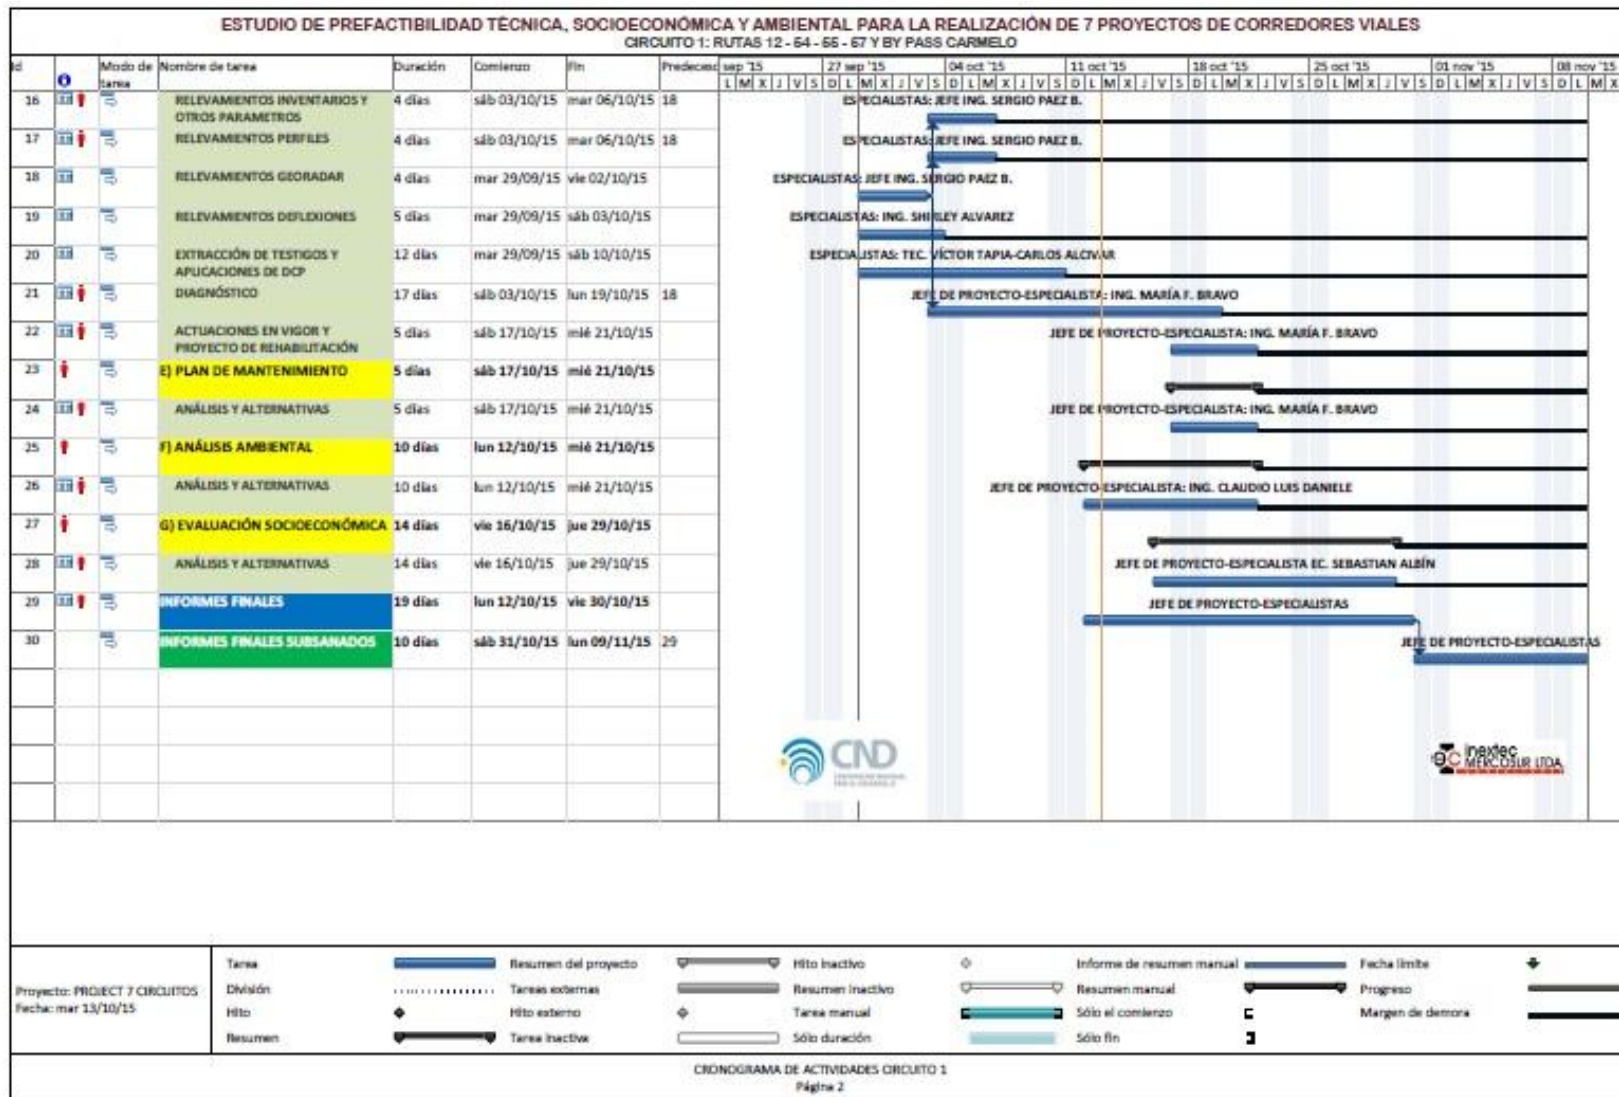 ESTUDIO DE PREFACTIBILIDAD TÉCNICA, SOCIOECONÓMICA Y AMBIENTAL PARA LA REALIZACIÓN DE 7 PROYECTOS DE CORREDORES VIALES
CIRCUITO 1: RUTAS 12 - 54 - 55 - 57 Y BY PASS CARMELO
Id Modo de tarea Nombre de tarea Duración Comienzo Fin Predeceso sep '15 27 sep '15 04 oct '15 11 oct '15 18 oct '15 25 oct '15 01 nov '15 08 nov '15
L M X J V S D L M X J V S D L M X J V S D L M X J V S D L M X J V S D L M X J V S D L M X J V S D L M X
16 RELEVAMIENTOS INVENTARIOS Y OTROS PARAMETROS 4 días sáb 03/10/15 mar 06/10/15 18 ESPECIALISTAS: JEFE ING. SERGIO PAEZ B.
17 RELEVAMIENTOS PERFILES 4 días sáb 03/10/15 mar 06/10/15 18 ESPECIALISTAS: JEFE ING. SERGIO PAEZ B.
18 RELEVAMIENTOS GEORADAR 4 días mar 29/09/15 vie 02/10/15 ESPECIALISTAS: JEFE ING. SERGIO PAEZ B.
19 RELEVAMIENTOS DEFLEXIONES 5 días mar 29/09/15 sáb 03/10/15 ESPECIALISTAS: ING. SHIRLEY ALVAREZ
20 EXTRACCIÓN DE TESTIGOS Y APLICACIONES DE DCP 12 días mar 29/09/15 sáb 10/10/15 ESPECIALISTAS: TEC. VÍCTOR TAPIA-CARLOS ALCIVAR
21 DIAGNÓSTICO 17 días sáb 03/10/15 lun 19/10/15 18 JEFE DE PROYECTO-ESPECIALISTA: ING. MARÍA F. BRAVO
22 ACTUACIONES EN VIGOR Y PROYECTO DE REHABILITACIÓN 5 días sáb 17/10/15 mié 21/10/15 JEFE DE PROYECTO-ESPECIALISTA: ING. MARÍA F. BRAVO
23 E) PLAN DE MANTENIMIENTO 5 días sáb 17/10/15 mié 21/10/15
24 ANÁLISIS Y ALTERNATIVAS 5 días sáb 17/10/15 mié 21/10/15 JEFE DE PROYECTO-ESPECIALISTA: ING. MARÍA F. BRAVO
25 F) ANÁLISIS AMBIENTAL 10 días lun 12/10/15 mié 21/10/15
26 ANÁLISIS Y ALTERNATIVAS 10 días lun 12/10/15 mié 21/10/15 JEFE DE PROYECTO-ESPECIALISTA: ING. CLAUDIO LUIS DANIELE
27 G) EVALUACIÓN SOCIOECONÓMICA 14 días vie 16/10/15 jue 29/10/15
28 ANÁLISIS Y ALTERNATIVAS 14 días vie 16/10/15 jue 29/10/15 JEFE DE PROYECTO-ESPECIALISTA EC. SEBASTIAN ALBÍN
29 INFORMES FINALES 19 días lun 12/10/15 vie 30/10/15 JEFE DE PROYECTO-ESPECIALISTAS
30 INFORMES FINALES SUBSANADOS 10 días sáb 31/10/15 lun 09/11/15 29 JEFE DE PROYECTO-ESPECIALISTAS
CND
inextec
MERCOSUR LTDA.
Proyecto: PROJECT 7 CIRCUITOS
Fecha: mar 13/10/15
Tarea Resumen del proyecto Hito inactivo Informe de resumen manual Fecha límite
División Tareas externas Resumen inactivo Resumen manual Progreso
Hito Hito externo Tarea manual Sólo el comienzo Margen de demora
Resumen Tarea inactiva Sólo duración Sólo fin
CRONOGRAMA DE ACTIVIDADES CIRCUITO 1
Página 2